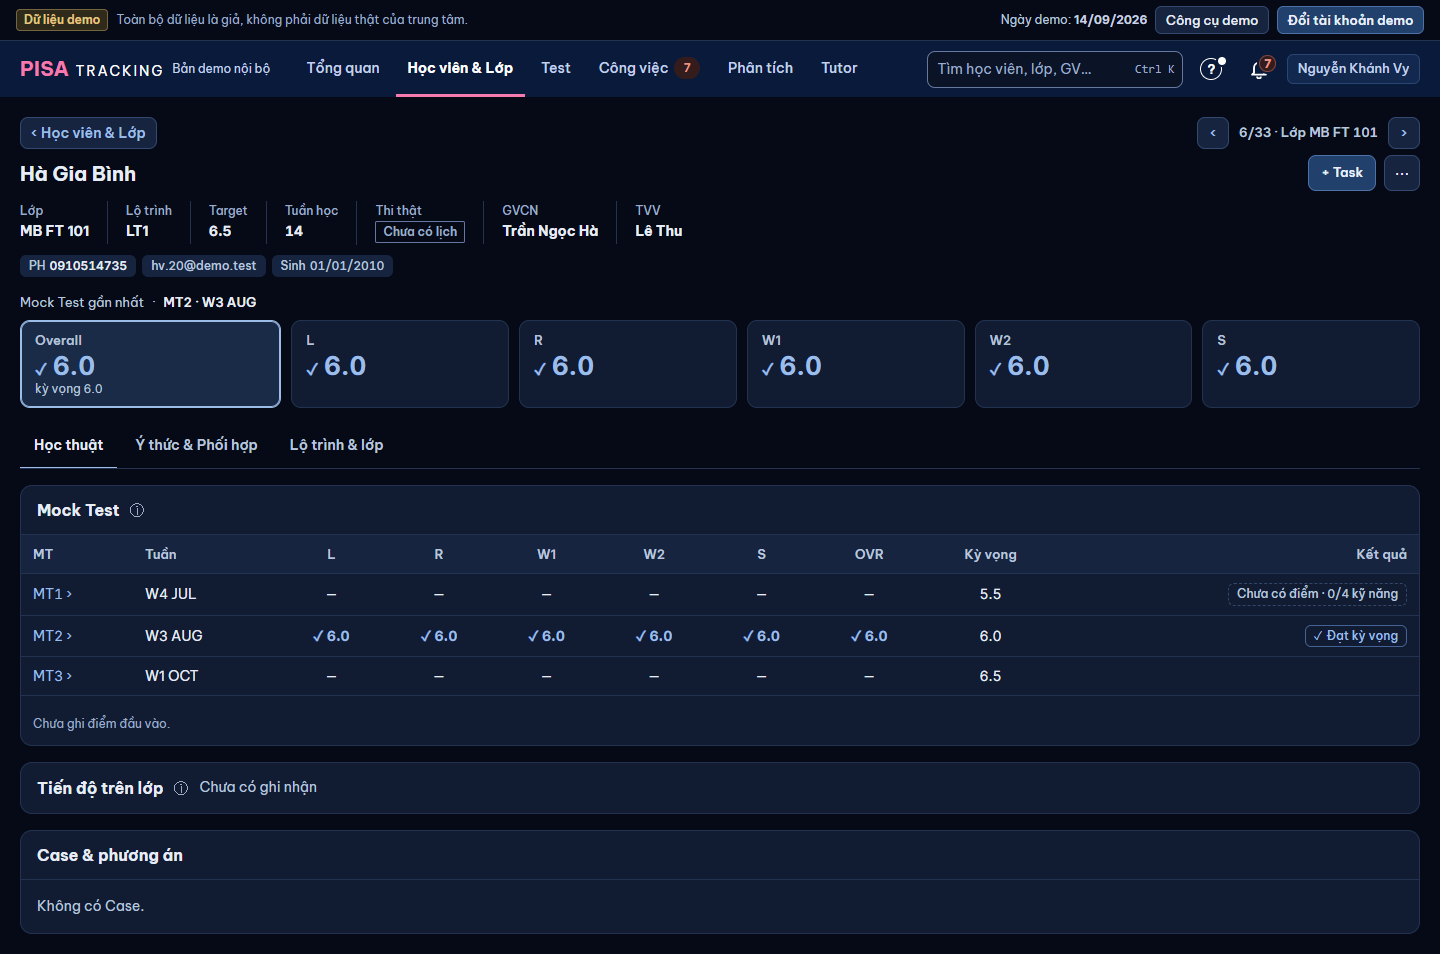 Dữ liệu demo Toàn bộ dữ liệu là giả, không phải dữ liệu thật của trung tâm. Ngày demo: 14/09/2026 Công cụ demo Đổi tài khoản demo
PISA TRACKING Bản demo nội bộ Tổng quan Học viên & Lớp Test Công việc 7 Phân tích Tutor Tìm học viên, lớp, GV... Ctrl K ? 7 Nguyễn Khánh Vy
‹ Học viên & Lớp ‹ 6/33 · Lớp MB FT 101 ›
Hà Gia Bình + Task ···
Lớp Lộ trình Target Tuần học Thi thật GVCN TVV
MB FT 101 LT1 6.5 14 Chưa có lịch Trần Ngọc Hà Lê Thu
PH 0910514735 hv.20@demo.test Sinh 01/01/2010
Mock Test gần nhất · MT2 · W3 AUG
Overall L R W1 W2 S
✓ 6.0 ✓ 6.0 ✓ 6.0 ✓ 6.0 ✓ 6.0 ✓ 6.0
kỳ vọng 6.0
Học thuật Ý thức & Phối hợp Lộ trình & lớp
Mock Test ⓘ
MT Tuần L R W1 W2 S OVR Kỳ vọng Kết quả
MT1 › W4 JUL — — — — — — 5.5 Chưa có điểm · 0/4 kỹ năng
MT2 › W3 AUG ✓ 6.0 ✓ 6.0 ✓ 6.0 ✓ 6.0 ✓ 6.0 ✓ 6.0 6.0 ✓ Đạt kỳ vọng
MT3 › W1 OCT — — — — — — 6.5
Chưa ghi điểm đầu vào.
Tiến độ trên lớp ⓘ Chưa có ghi nhận
Case & phương án
Không có Case.